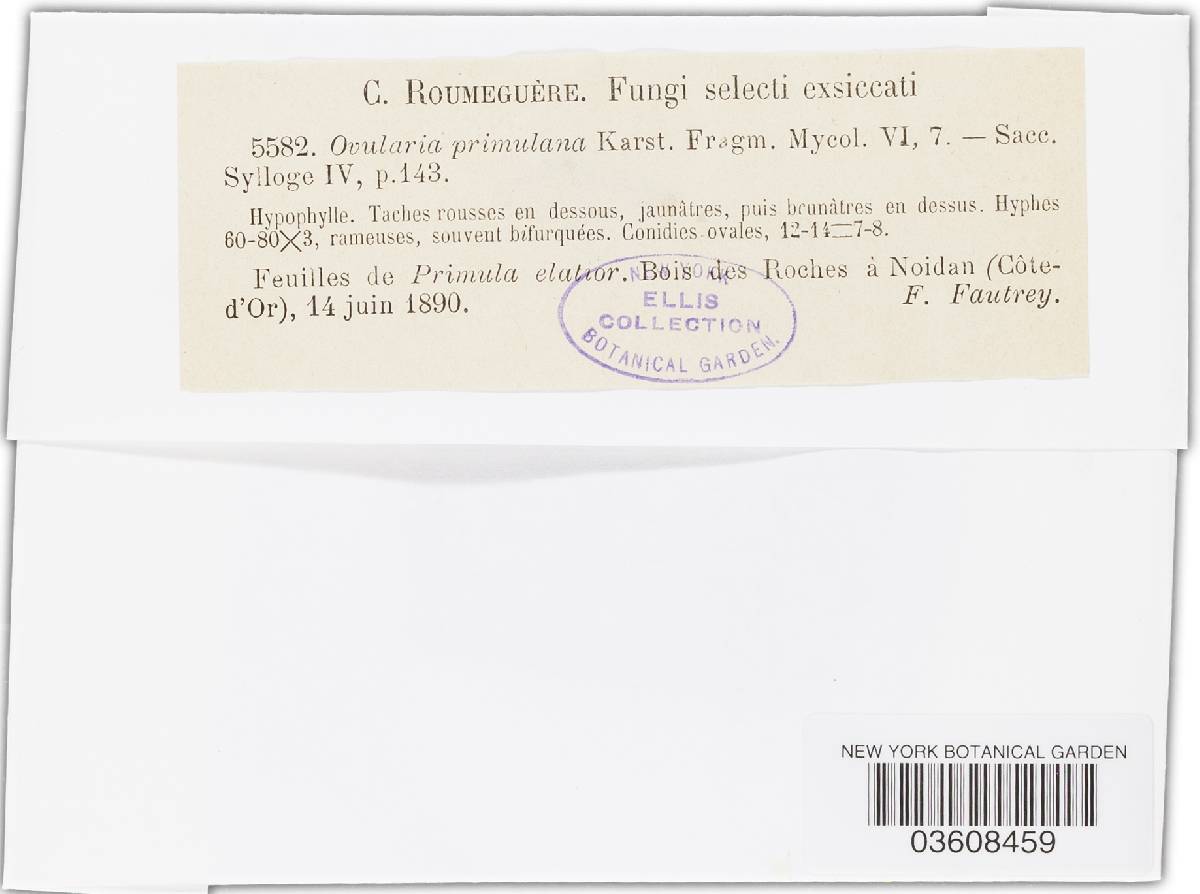 C. ROUMEGUÈRE. Fungi selecti exsiccati
5582. Ovularia primulana Karst. Fragm. Mycol. VI, 7. — Sacc.
Sylloge IV, p.143.
Hypophylle. Taches rousses en dessous, jaunâtres, puis brunâtres en dessus. Hyphes
60-80×3, rameuses, souvent bifurquées. Conidies ovales, 12-14=7-8.
Feuilles de Primula elatior. Bois des Roches à Noidan (Côte-
d'Or), 14 juin 1890. F. Fautrey.
NEW YORK
ELLIS
COLLECTION
BOTANICAL GARDEN.
NEW YORK BOTANICAL GARDEN
03608459